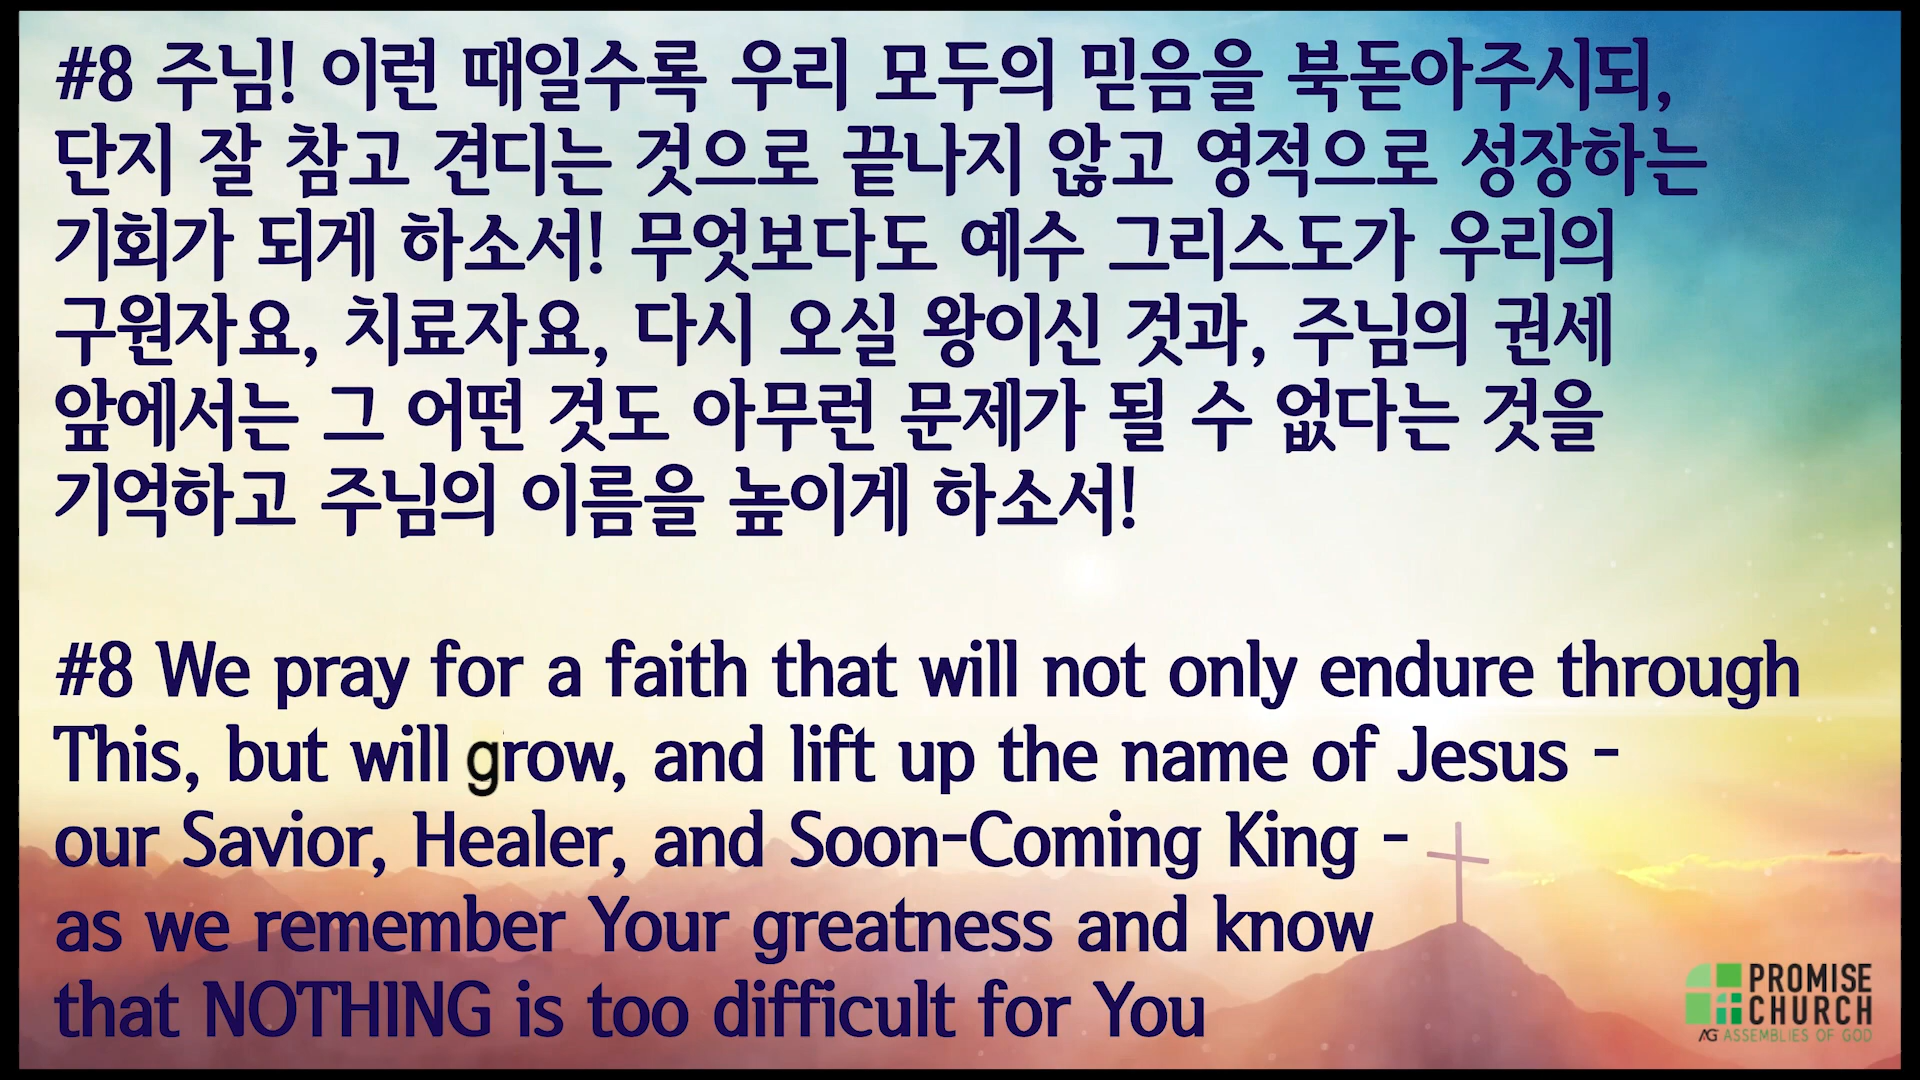 #8 주님! 이런 때일수록 우리 모두의 믿음을 북돋아주시되,
단지 잘 참고 견디는 것으로 끝나지 않고 영적으로 성장하는
기회가 되게 하소서! 무엇보다도 예수 그리스도가 우리의
구원자요, 치료자요, 다시 오실 왕이신 것과, 주님의 권세
앞에서는 그 어떤 것도 아무런 문제가 될 수 없다는 것을
기억하고 주님의 이름을 높이게 하소서!
#8 We pray for a faith that will not only endure through
This, but will grow, and lift up the name of Jesus -
our Savior, Healer, and Soon-Coming King -
as we remember Your greatness and know
that NOTHING is too difficult for You
PROMISE
CHURCH
AG ASSEMBLIES OF GOD